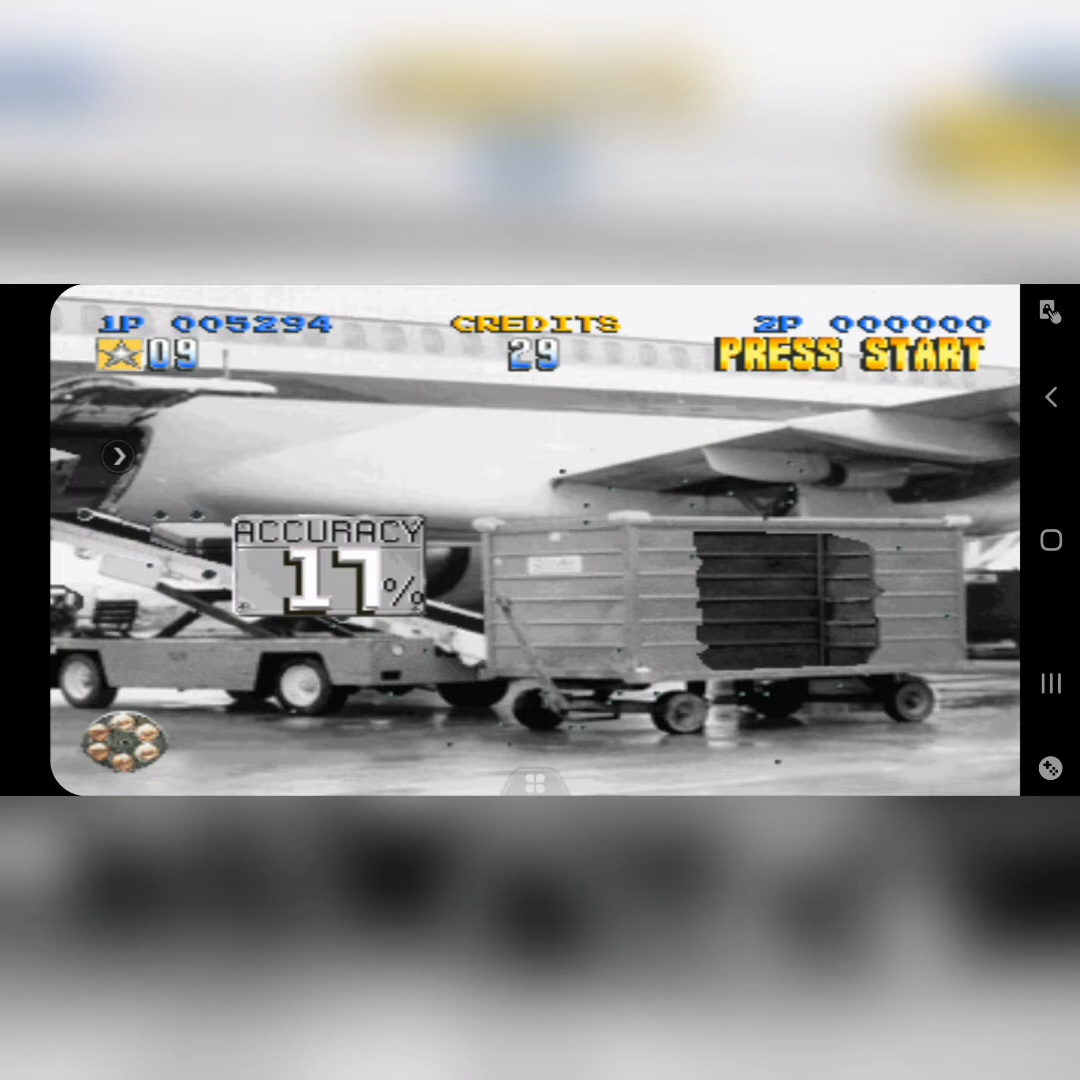 1P 005294
CREDITS
2P 000000
09
29
PRESS START
ACCURACY
17%